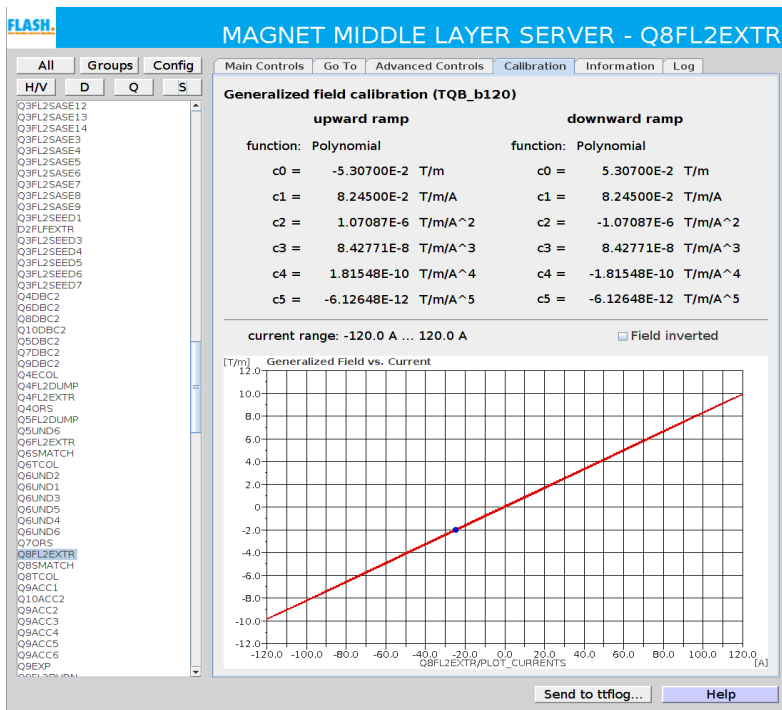 FLASH.
MAGNET MIDDLE LAYER SERVER - Q8FL2EXTR
All Groups Config
H/V D Q S
Q3FL2SASE12
Q3FL2SASE13
Q3FL2SASE14
Q3FL2SASE3
Q3FL2SASE4
Q3FL2SASE5
Q3FL2SASE6
Q3FL2SASE7
Q3FL2SASE8
Q3FL2SASE9
Q3FL2SEED1
D2FLFEXTR
Q3FL2SEED3
Q3FL2SEED4
Q3FL2SEED5
Q3FL2SEED6
Q3FL2SEED7
Q4DBC2
Q6DBC2
Q8DBC2
Q10DBC2
Q5DBC2
Q7DBC2
Q9DBC2
Q4ECOL
Q4FL2DUMP
Q4FL2EXTR
Q4ORS
Q5FL2DUMP
Q5UND6
Q6FL2EXTR
Q6SMATCH
Q6TCOL
Q6UND2
Q6UND1
Q6UND3
Q6UND5
Q6UND4
Q6UND6
Q7ORS
Q8FL2EXTR
Q8SMATCH
Q8TCOL
Q9ACC1
Q10ACC2
Q9ACC2
Q9ACC3
Q9ACC4
Q9ACC5
Q9ACC6
Q9EXP
Main Controls Go To Advanced Controls Calibration Information Log
Generalized field calibration (TQB_b120)
upward ramp downward ramp
function: Polynomial function: Polynomial
c0 = -5.30700E-2 T/m c0 = 5.30700E-2 T/m
c1 = 8.24500E-2 T/m/A c1 = 8.24500E-2 T/m/A
c2 = 1.07087E-6 T/m/A^2 c2 = -1.07087E-6 T/m/A^2
c3 = 8.42771E-8 T/m/A^3 c3 = 8.42771E-8 T/m/A^3
c4 = 1.81548E-10 T/m/A^4 c4 = -1.81548E-10 T/m/A^4
c5 = -6.12648E-12 T/m/A^5 c5 = -6.12648E-12 T/m/A^5
current range: -120.0 A ... 120.0 A Field inverted
[T/m] Generalized Field vs. Current
12.0
10.0
8.0
6.0
4.0
2.0
0
-2.0
-4.0
-6.0
-8.0
-10.0
-12.0
-120.0 -100.0 -80.0 -60.0 -40.0 -20.0 0.0 20.0 40.0 60.0 80.0 100.0 120.0
Q8FL2EXTR/PLOT_CURRENTS [A]
Send to ttflog... Help